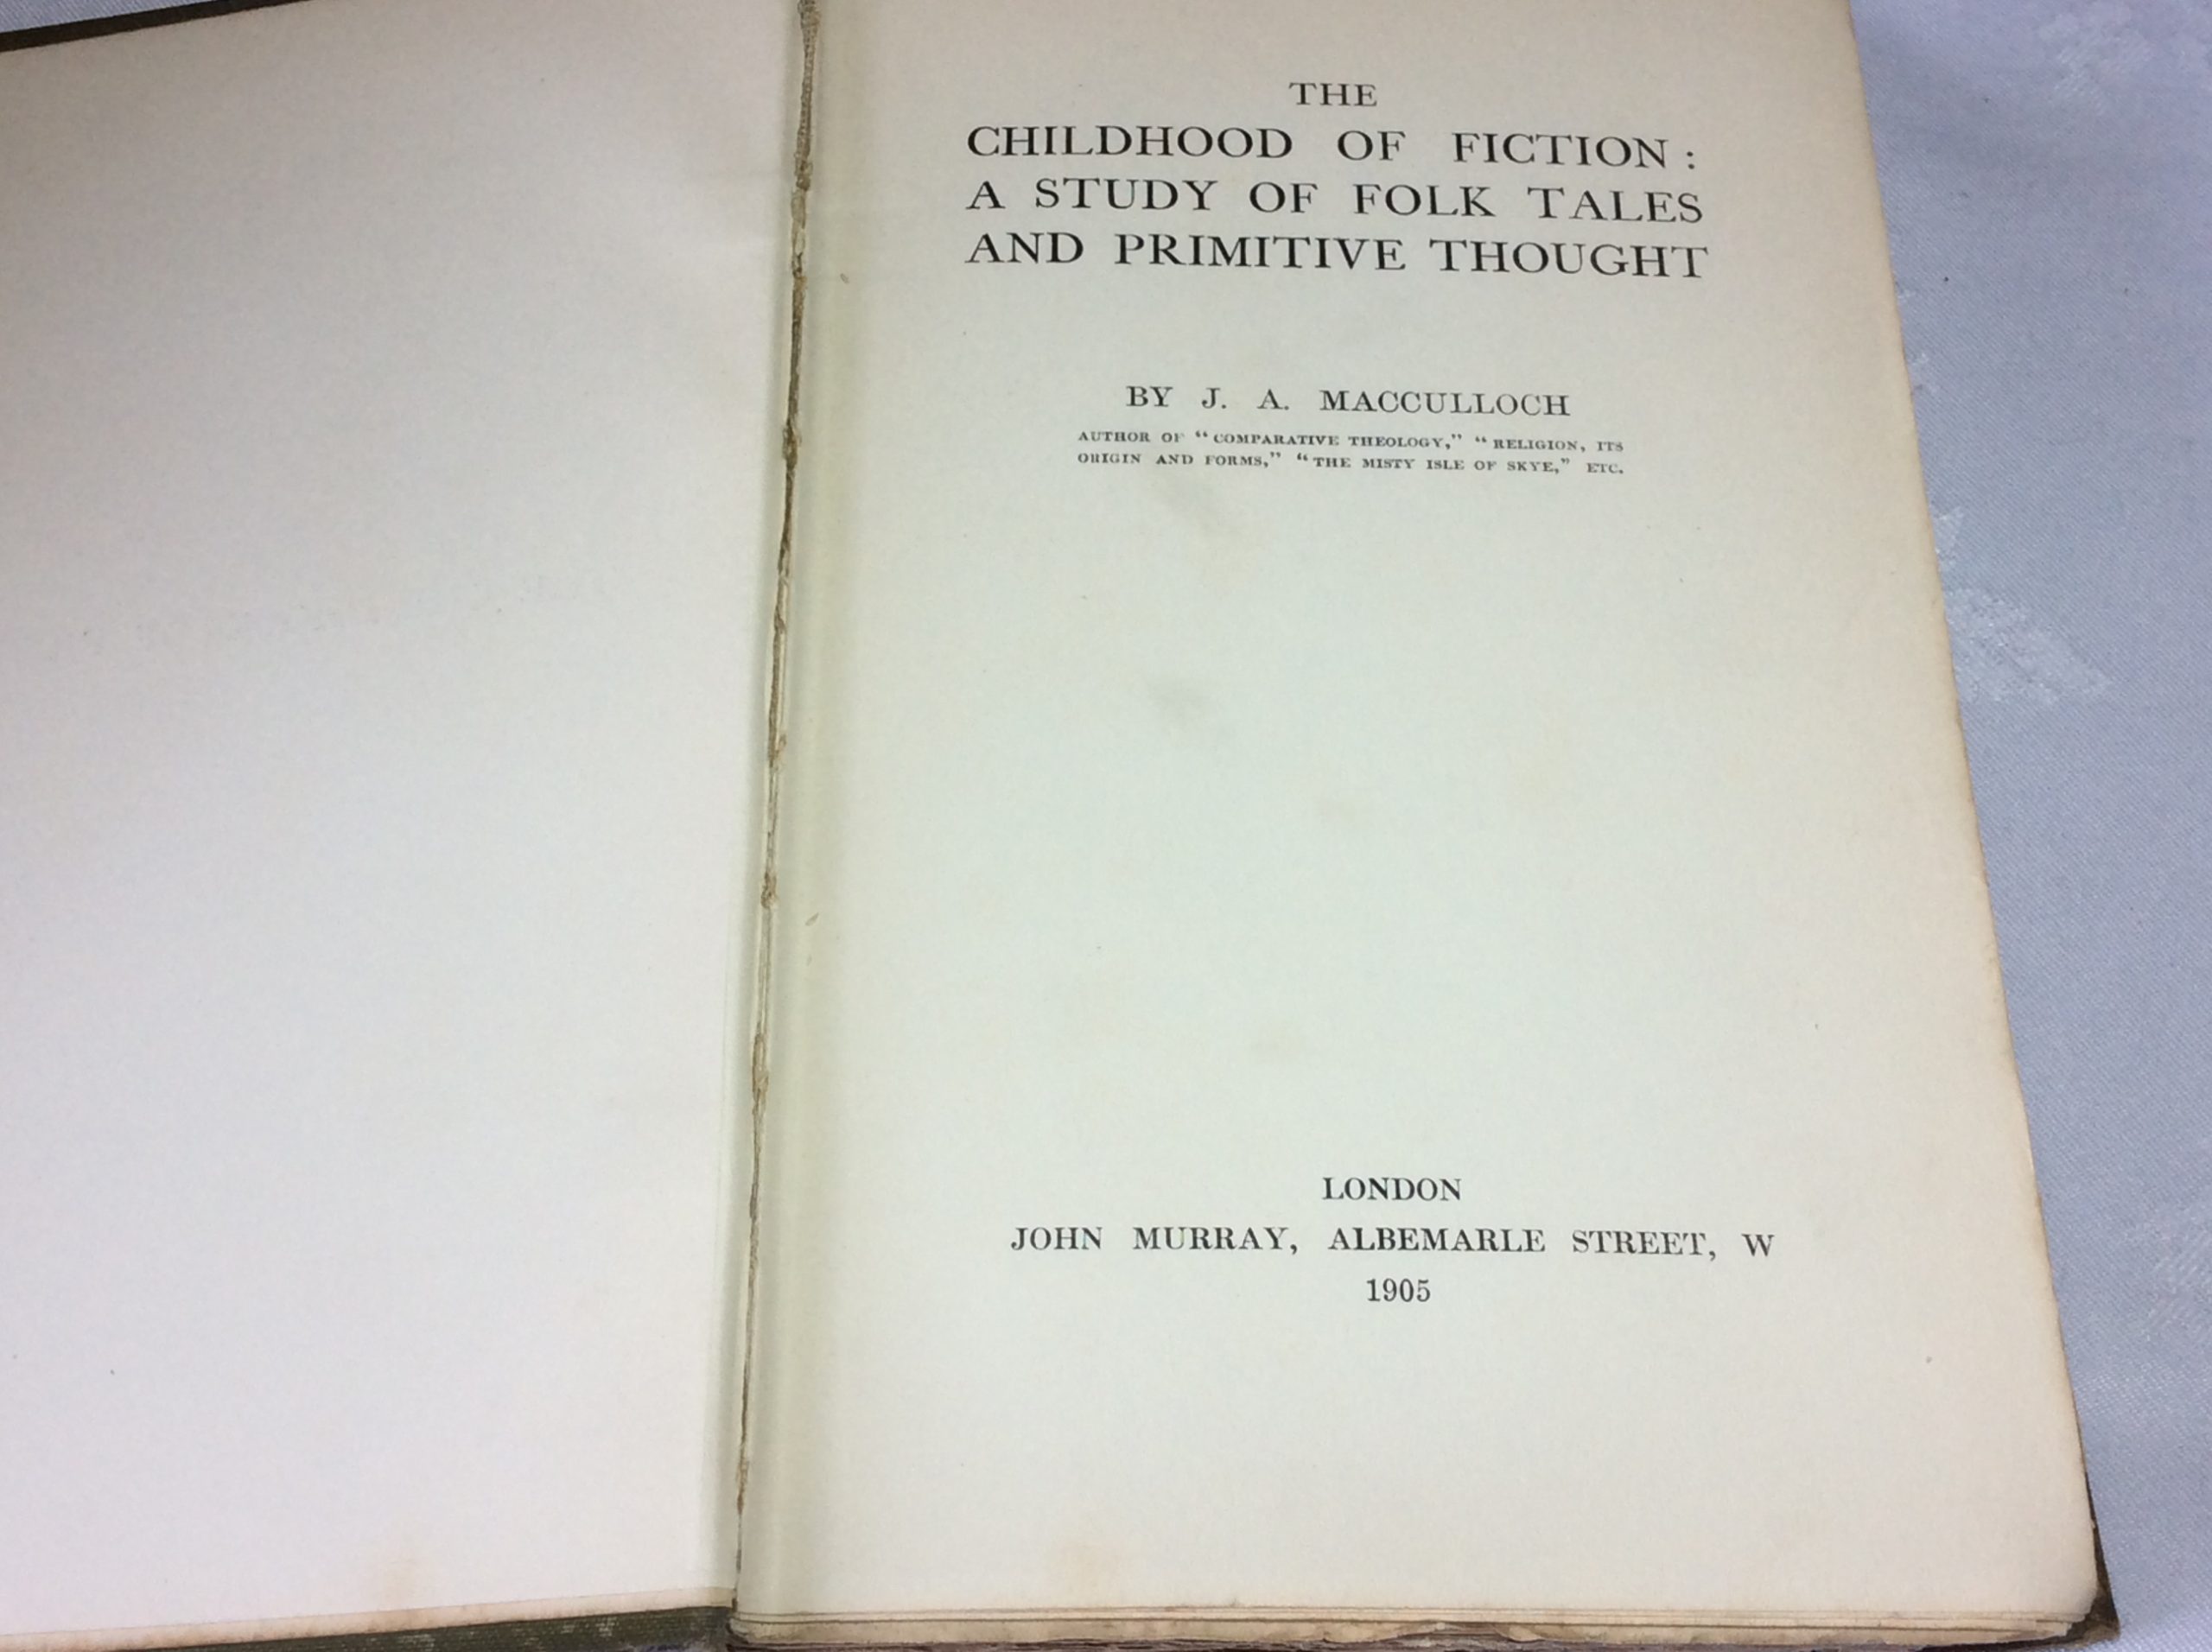 THE
CHILDHOOD OF FICTION:
A STUDY OF FOLK TALES
AND PRIMITIVE THOUGHT
BY J. A. MACCULLOCH
AUTHOR OF "COMPARATIVE THEOLOGY," "RELIGION, ITS
ORIGIN AND FORMS," "THE MISTY ISLE OF SKYE," ETC.
LONDON
JOHN MURRAY, ALBEMARLE STREET, W
1905